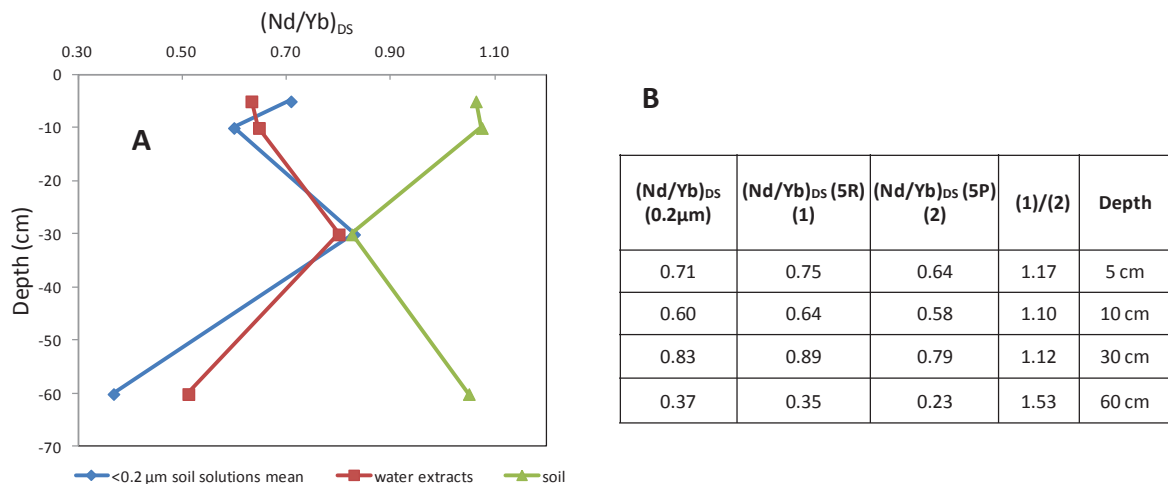 (Nd/Yb)DS
0.30 0.50 0.70 0.90 1.10
0
-10
-20
-30
-40
-50
-60
-70
Depth (cm)
A
<0.2 µm soil solutions mean water extracts soil
B
(Nd/Yb)DS (0.2µm) (Nd/Yb)DS (5R) (1) (Nd/Yb)DS (5P) (2) (1)/(2) Depth
0.71 0.75 0.64 1.17 5 cm
0.60 0.64 0.58 1.10 10 cm
0.83 0.89 0.79 1.12 30 cm
0.37 0.35 0.23 1.53 60 cm